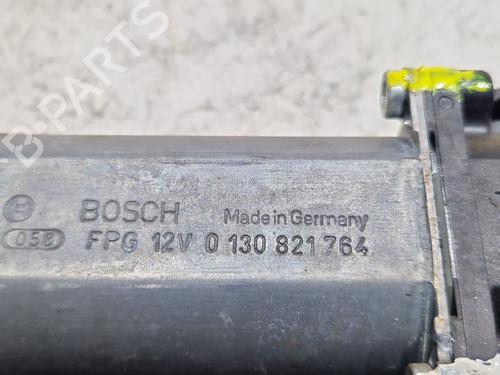 BOSCH Made in Germany
058 FPG 12V 0 130 821 764
B-PARTS